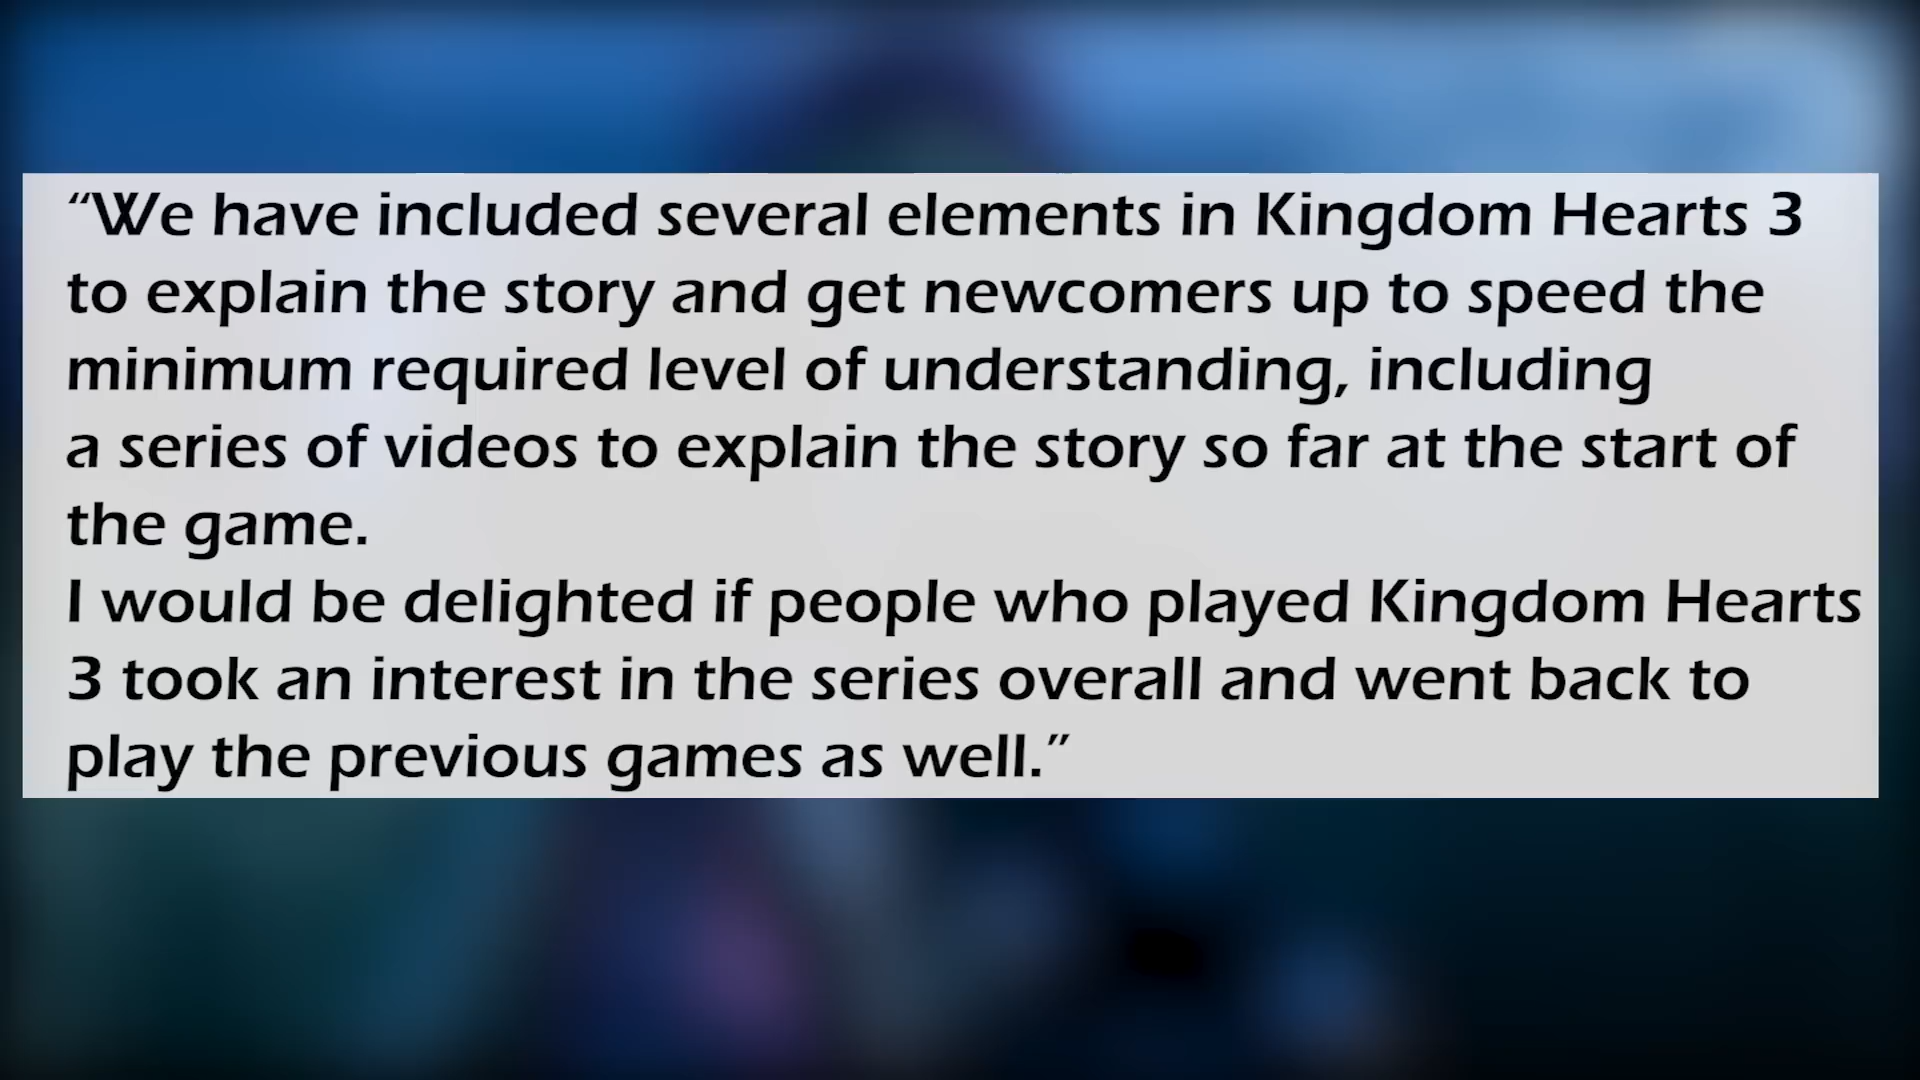 “We have included several elements in Kingdom Hearts 3
to explain the story and get newcomers up to speed the
minimum required level of understanding, including
a series of videos to explain the story so far at the start of
the game.
I would be delighted if people who played Kingdom Hearts
3 took an interest in the series overall and went back to
play the previous games as well.”